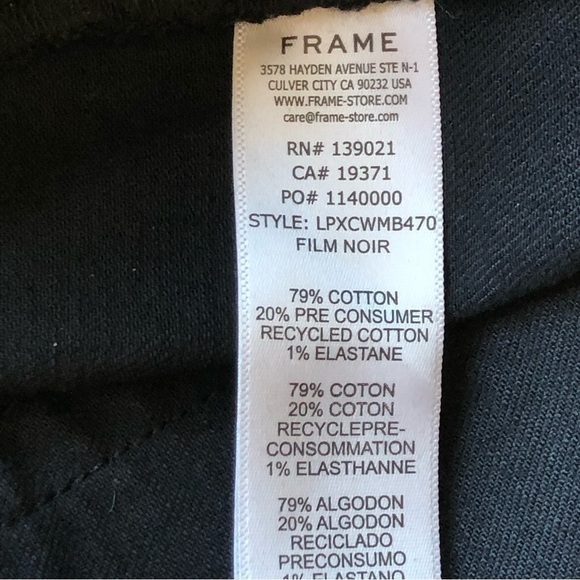 FRAME
3578 HAYDEN AVENUE STE N-1
CULVER CITY CA 90232 USA
WWW.FRAME-STORE.COM
care@frame-store.com
RN# 139021
CA# 19371
PO# 1140000
STYLE: LPXCWMB470
FILM NOIR
79% COTTON
20% PRE CONSUMER
RECYCLED COTTON
1% ELASTANE
79% COTON
20% COTON
RECYCLEPRE-
CONSOMMATION
1% ELASTHANNE
79% ALGODON
20% ALGODON
RECICLADO
PRECONSUMO
1% ELASTANO